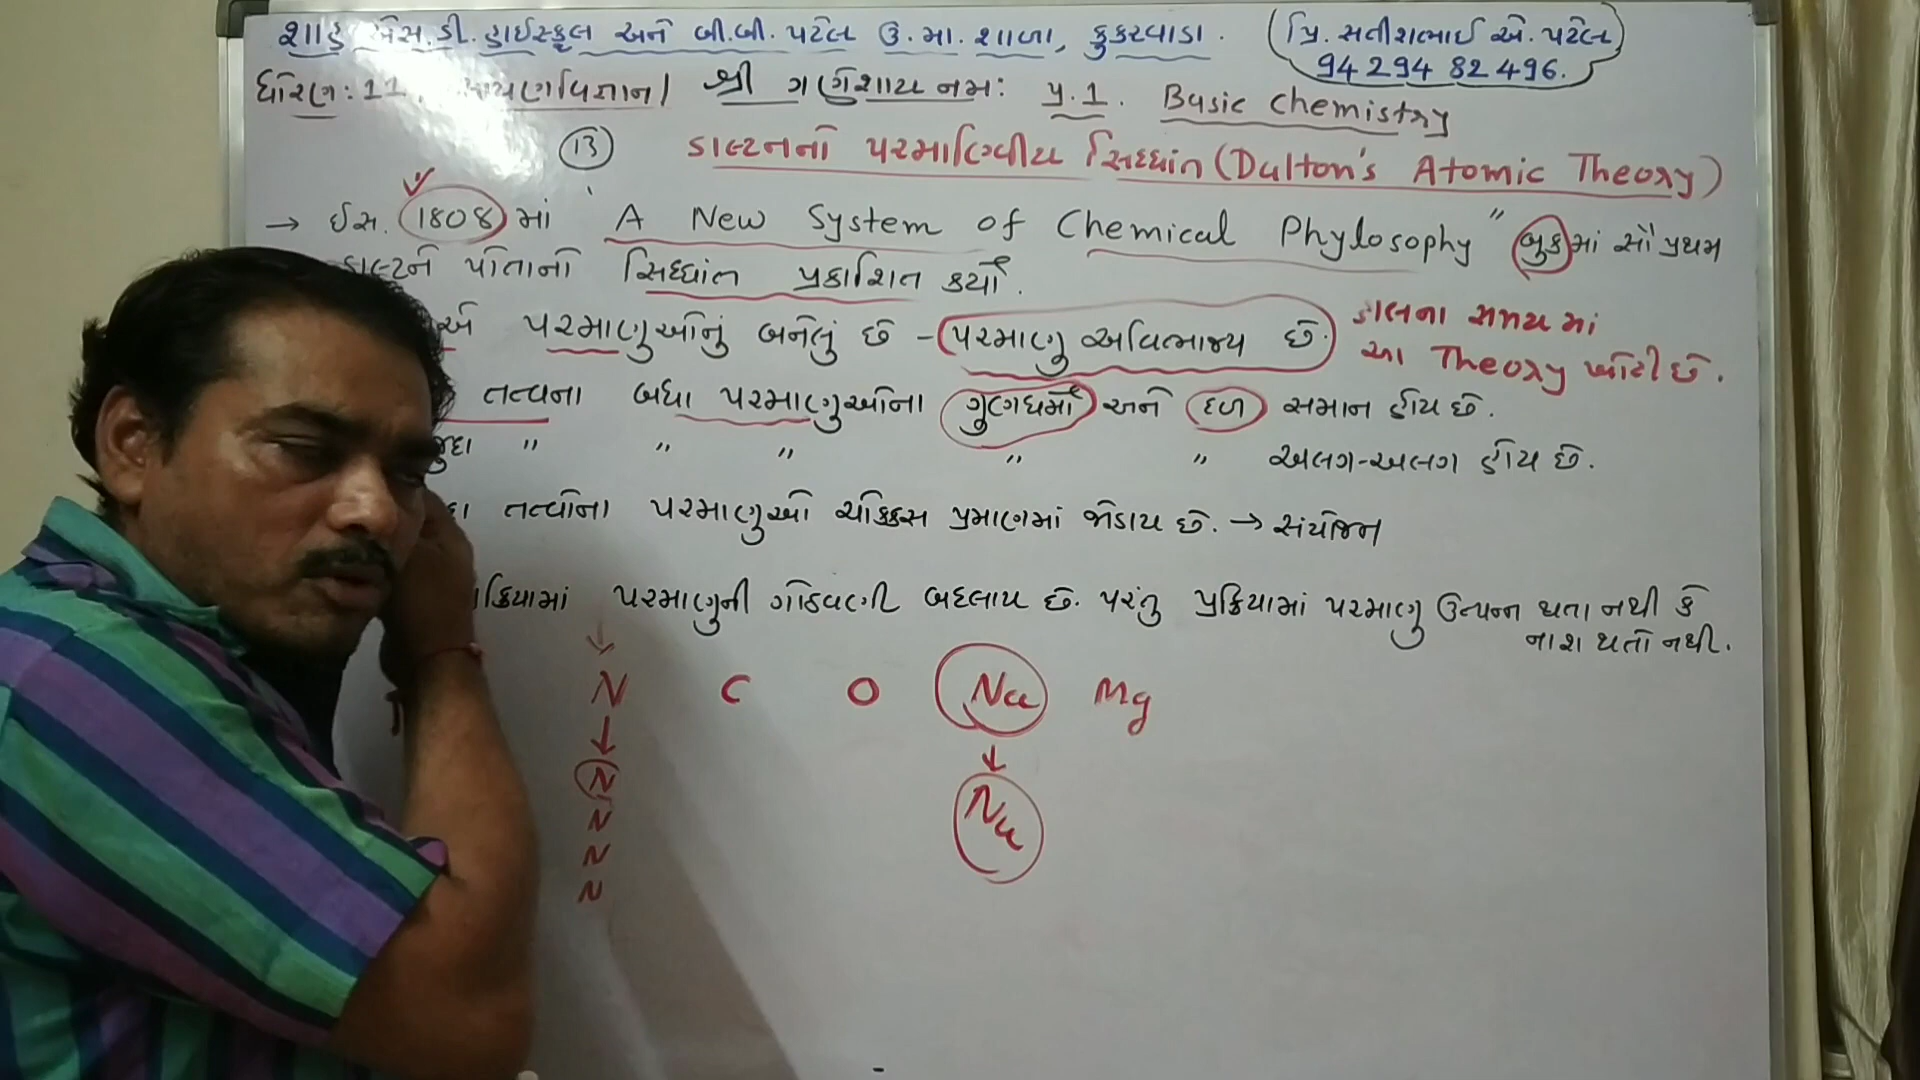 શાહ એસ.ડી. હાઈસ્કૂલ અને બી.બી. પટેલ ઉ.મા. શાળા, કુકરવાડા.
(પ્રિ. સતીશભાઈ એ. પટેલ)
94294 82496.
ધોરણ: 11, શ્રી ગણેશાય નમઃ પ્ર.1. Basic Chemistry
13 ડાલ્ટનનો પરમાણ્વીય સિધ્ધાંત (Dalton's Atomic Theory)
→ ઈસ. 1808 માં "A New System of Chemical Phylosophy" બુકમાં સૌ પ્રથમ
ડાલ્ટને પોતાનો સિધ્ધાંત પ્રકાશિત કર્યો.
એ પરમાણુઓનું બનેલું છે - પરમાણુ અવિભાજ્ય છે.
હાલના સમયમાં
આ Theory ખોટી છે.
તત્વના બધા પરમાણુઓના ગુણધર્મો અને દળ સમાન હોય છે.
જુદા " " " " " અલગ-અલગ હોય છે.
તત્વોના પરમાણુઓ ચોક્કસ પ્રમાણમાં જોડાય છે. → સંયોજન
પરમાણુની ગોઠવણી બદલાય છે. પરંતુ પ્રક્રિયામાં પરમાણુ ઉત્પન્ન થતા નથી કે
નાશ થતો નથી.
↓
N C O Na Mg
↓ ↓
N Na
N
N
N